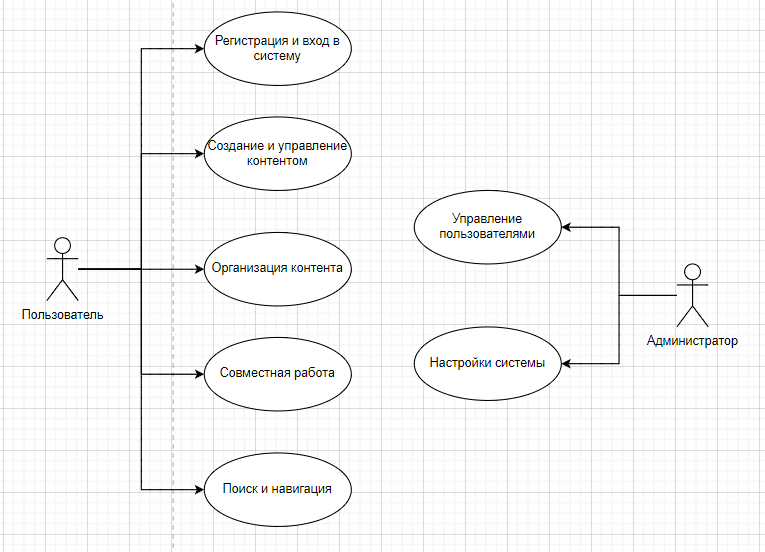 Регистрация и вход в
систему
Создание и управление
контентом
Организация контента
Совместная работа
Поиск и навигация
Пользователь
Управление
пользователями
Настройки системы
Администратор